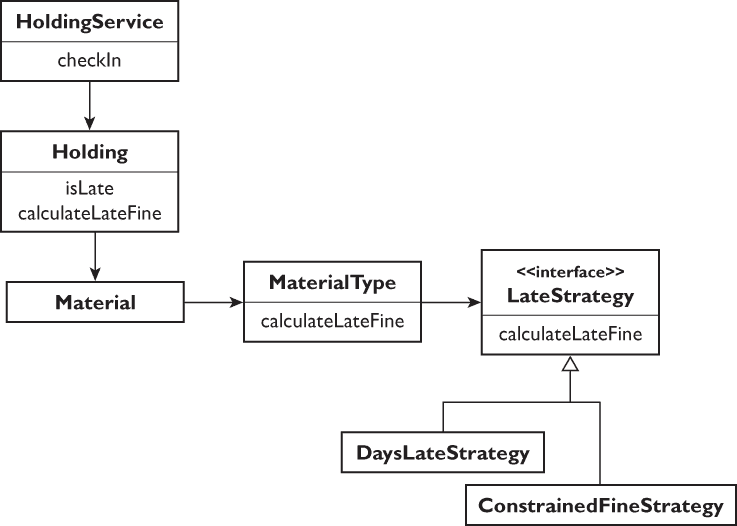 HoldingService
checkIn
Holding
isLate
calculateLateFine
Material
MaterialType
calculateLateFine
<<interface>>
LateStrategy
calculateLateFine
DaysLateStrategy
ConstrainedFineStrategy